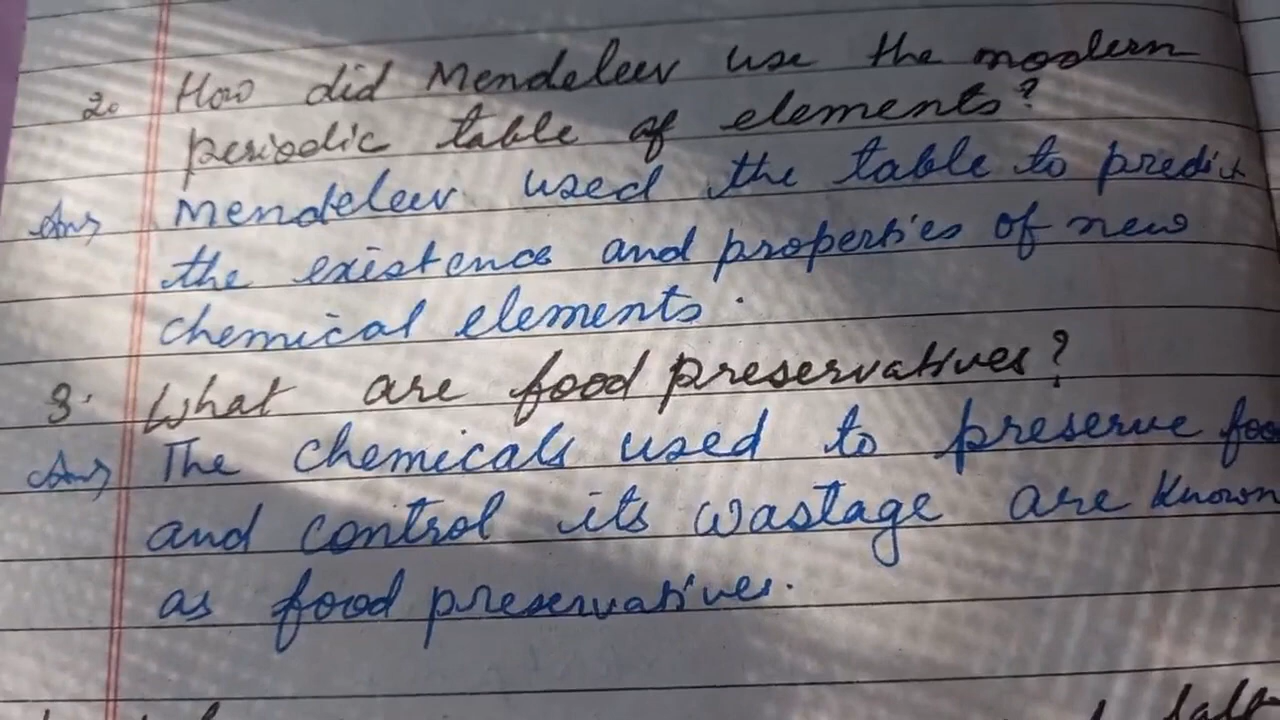 2. How did Mendeleev use the modern
periodic table of elements?
Ans Mendeleev used the table to predict
the existence and properties of new
chemical elements.
3. What are food preservatives?
Ans The chemicals used to preserve foo
and control its wastage are known
as food preservatives.